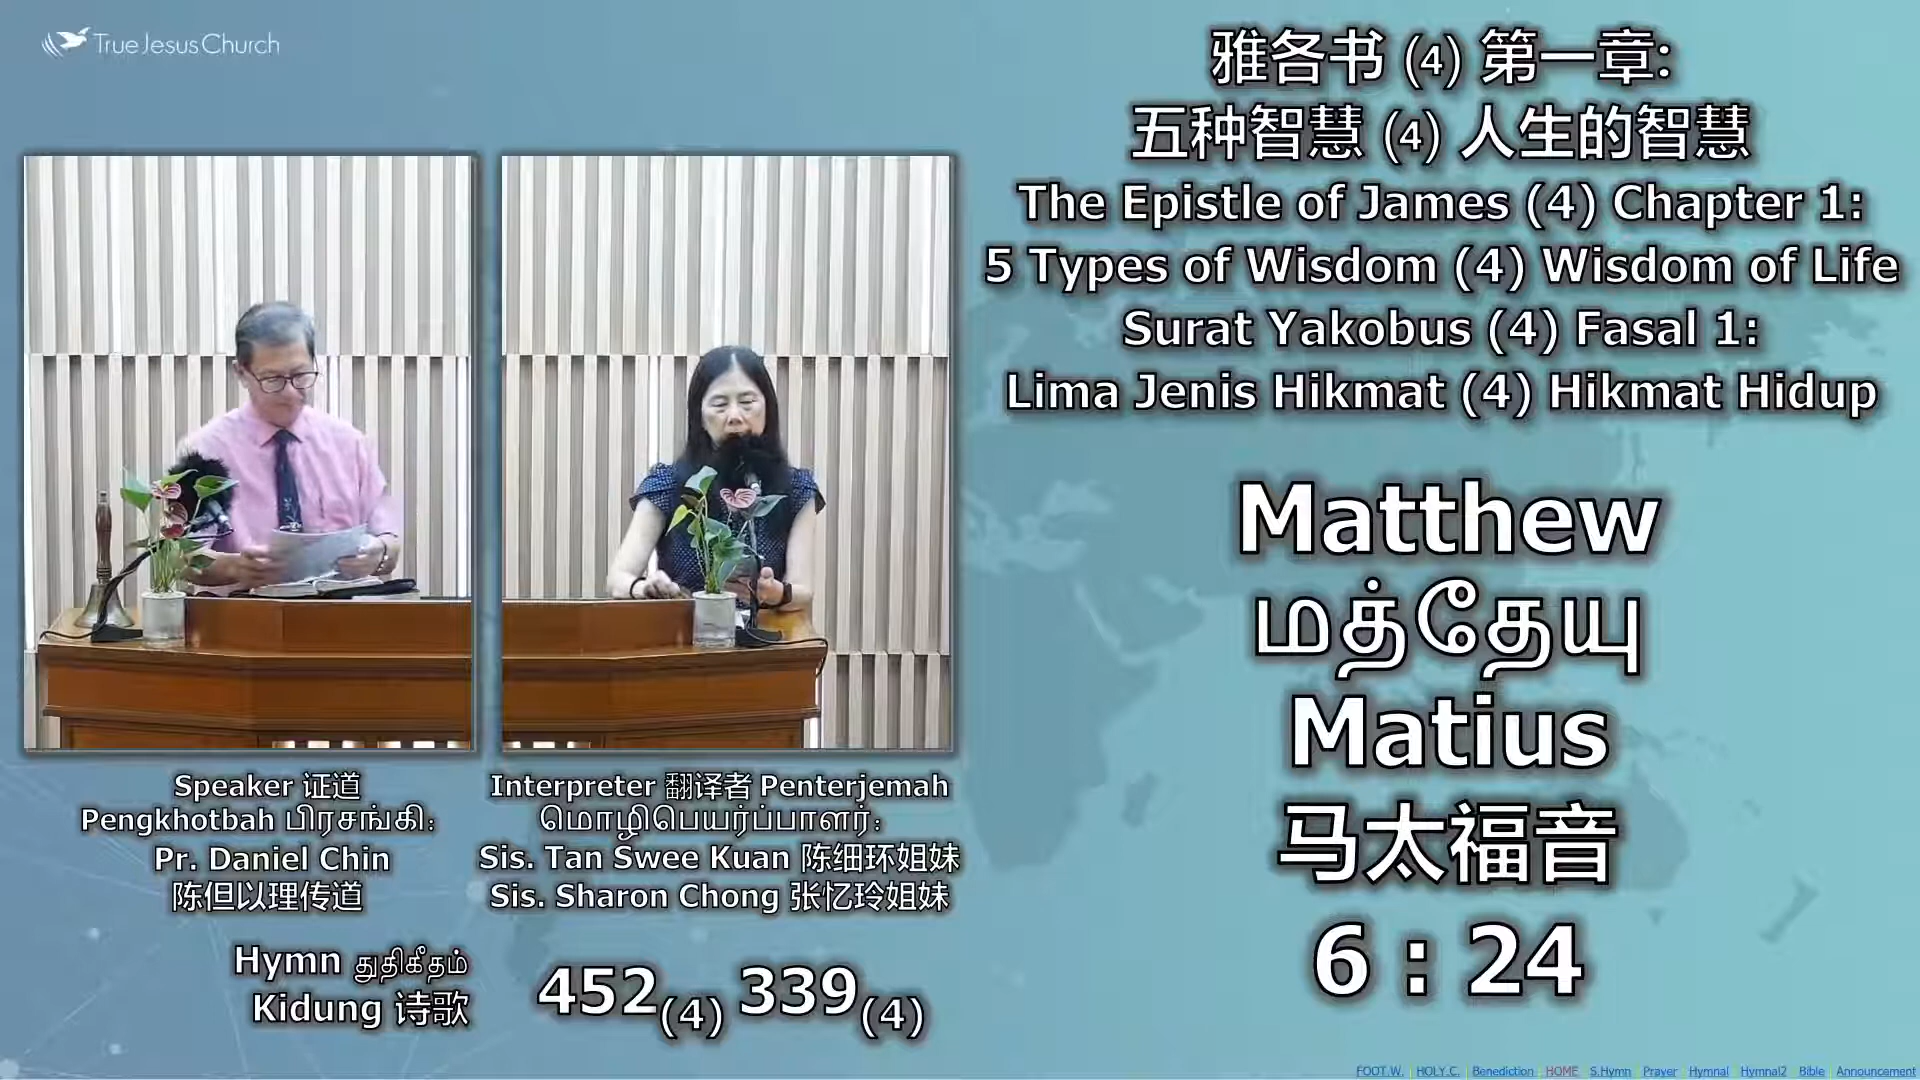 True Jesus Church
雅各书 (4) 第一章:
五种智慧 (4) 人生的智慧
The Epistle of James (4) Chapter 1:
5 Types of Wisdom (4) Wisdom of Life
Surat Yakobus (4) Fasal 1:
Lima Jenis Hikmat (4) Hikmat Hidup
Matthew
மத்தேயு
Matius
马太福音
6 : 24
Speaker 证道
Pengkhotbah பிரசங்கி:
Pr. Daniel Chin
陈但以理传道
Interpreter 翻译者 Penterjemah
மொழிபெயர்ப்பாளர்:
Sis. Tan Swee Kuan 陈细环姐妹
Sis. Sharon Chong 张忆玲姐妹
Hymn துதிகீதம்
Kidung 诗歌
452(4) 339(4)
FOOT.W. | HOLY.C. | Benediction | HOME | S.Hymn | Prayer | Hymnal | Hymnal2 | Bible | Announcement